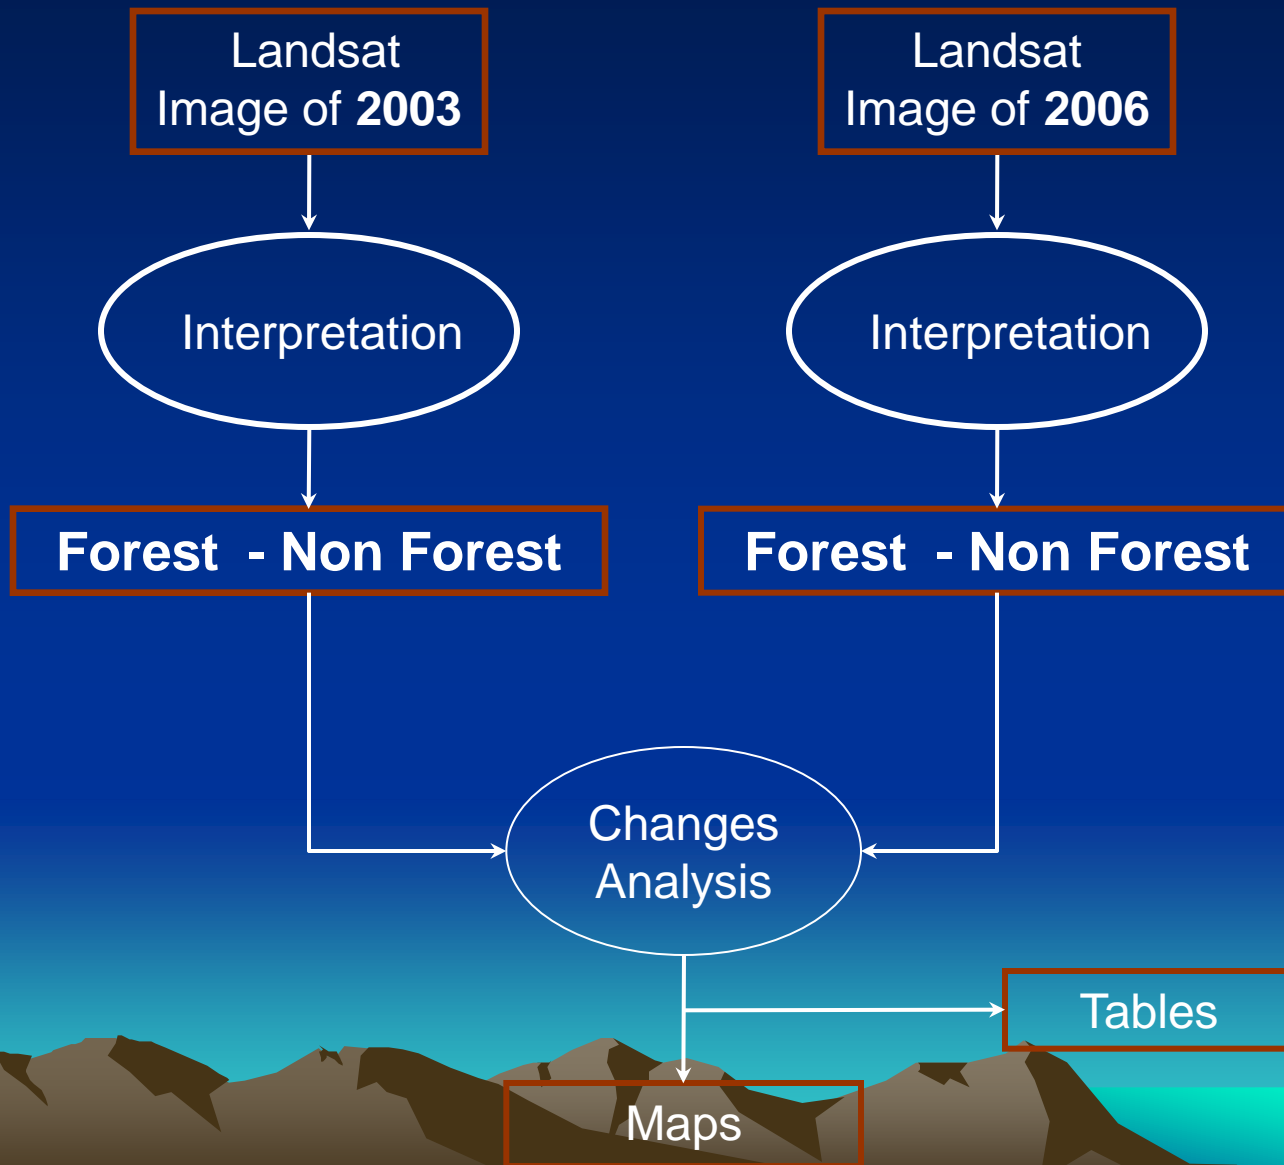 Landsat
Image of 2003
Landsat
Image of 2006
Interpretation
Interpretation
Forest - Non Forest
Forest - Non Forest
Changes
Analysis
Tables
Maps